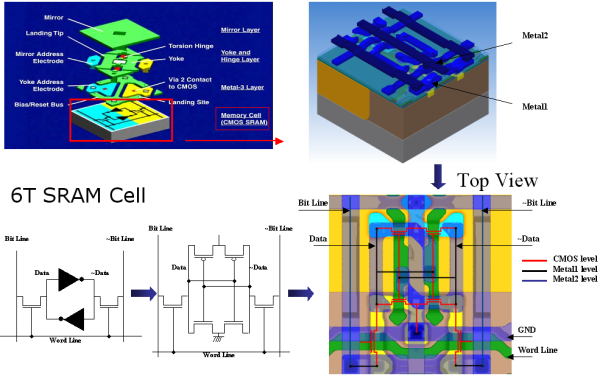 Mirror
Mirror Layer
Landing Tip
Torsion Hinge
Mirror Address
Electrode
Yoke
Yoke and
Hinge Layer
Yoke Address
Electrode
Via 2 Contact
to CMOS
Metal-3 Layer
Bias/Reset Bus
Landing Site
Memory Cell
(CMOS SRAM)
Metal2
Metal1
6T SRAM Cell
Top View
Bit Line
~Bit Line
Data
~Data
Word Line
Bit Line
~Bit Line
Data
~Data
Word Line
Bit Line
~Bit Line
Data
~Data
CMOS level
Metal1 level
Metal2 level
GND
Word Line